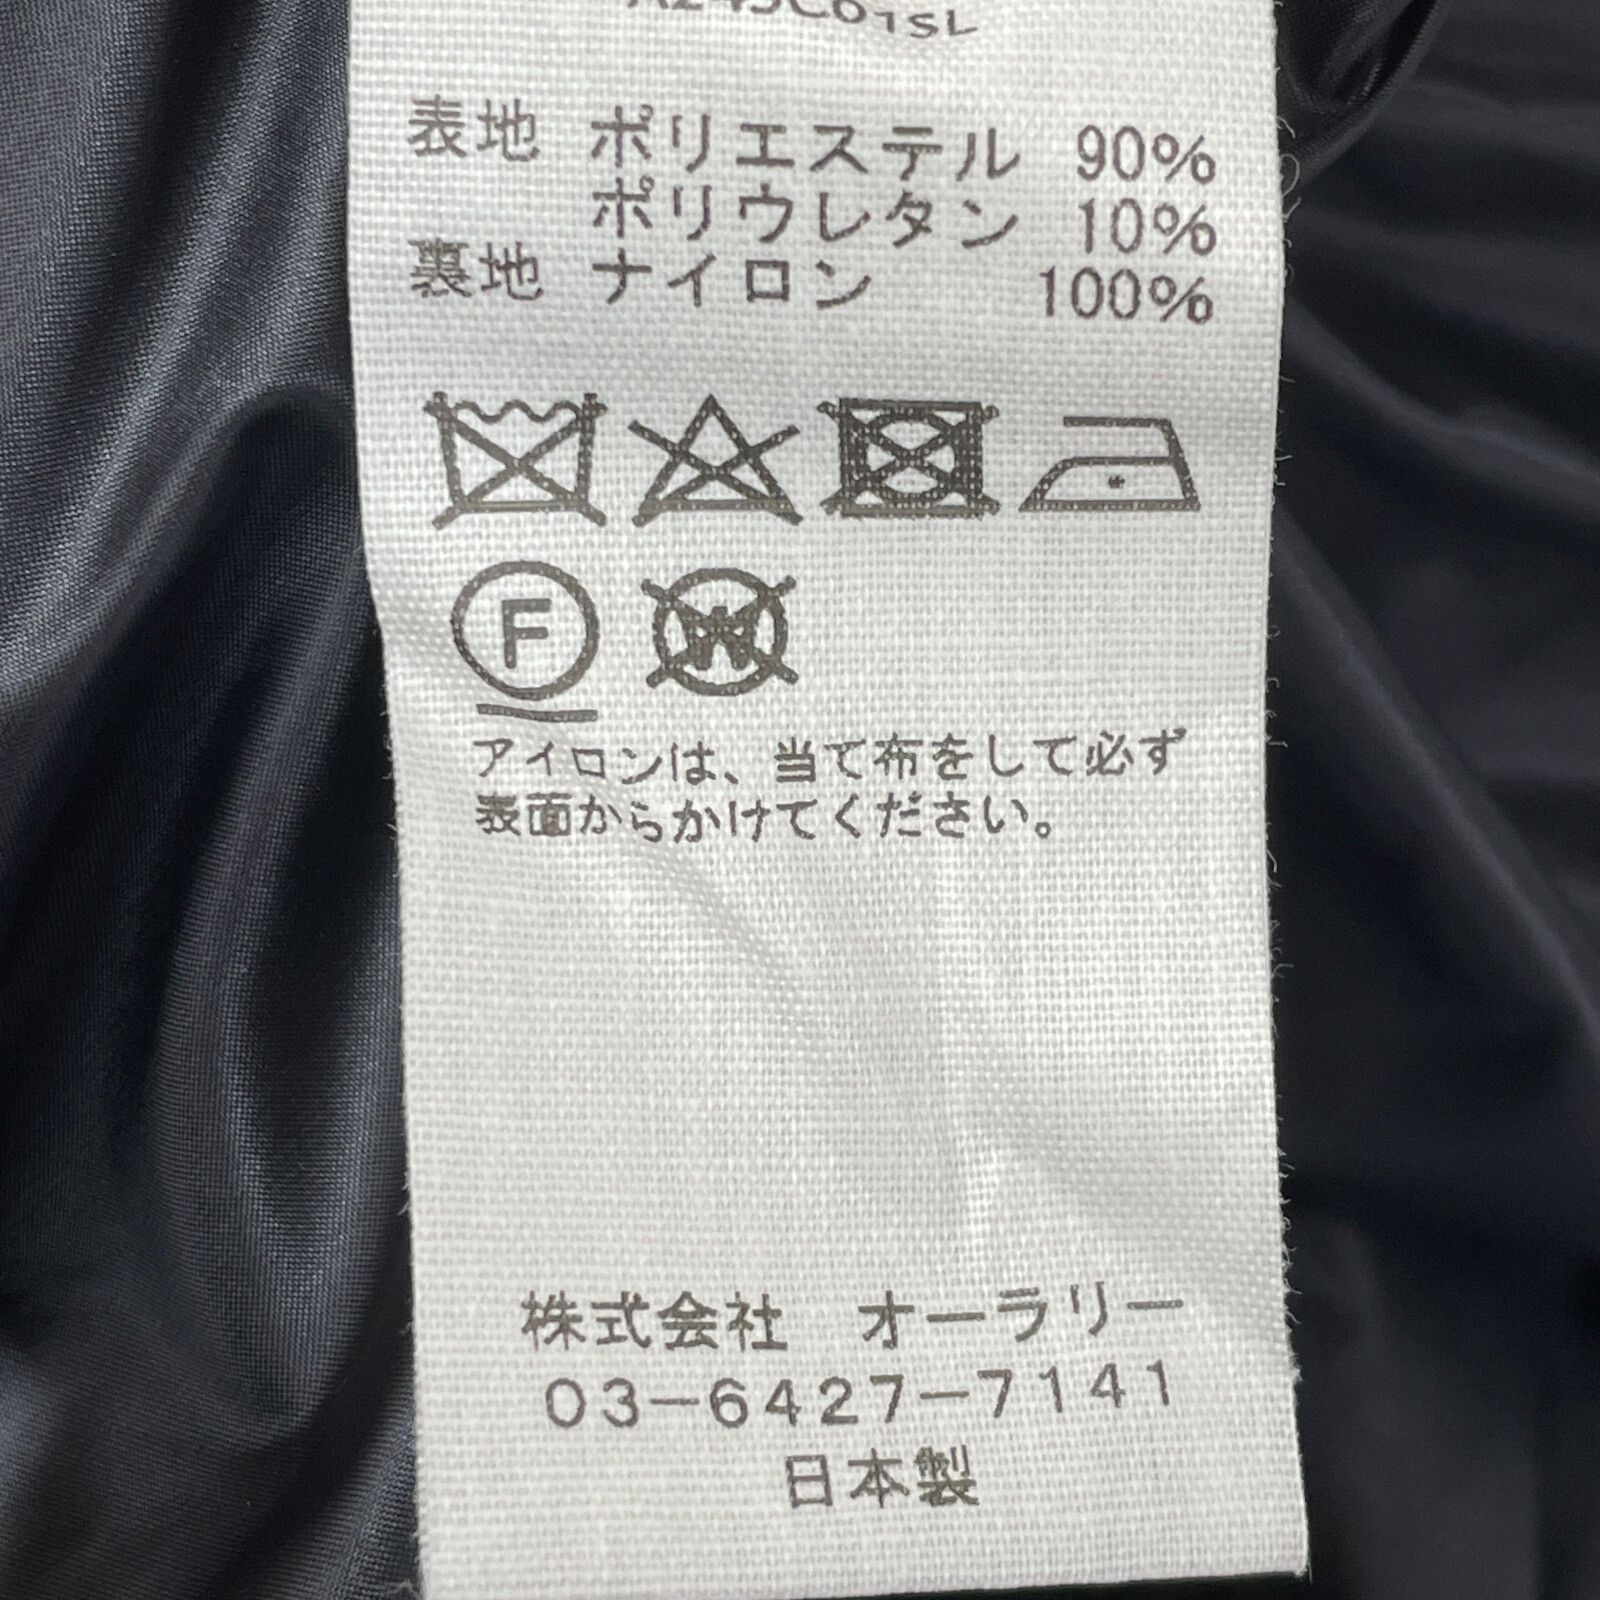 表地 ポリエステル 90%
ポリウレタン 10%
裏地 ナイロン 100%
F W
アイロンは、当て布をして必ず
表面からかけてください。
株式会社 オーラリー
03-6427-7141
日本製